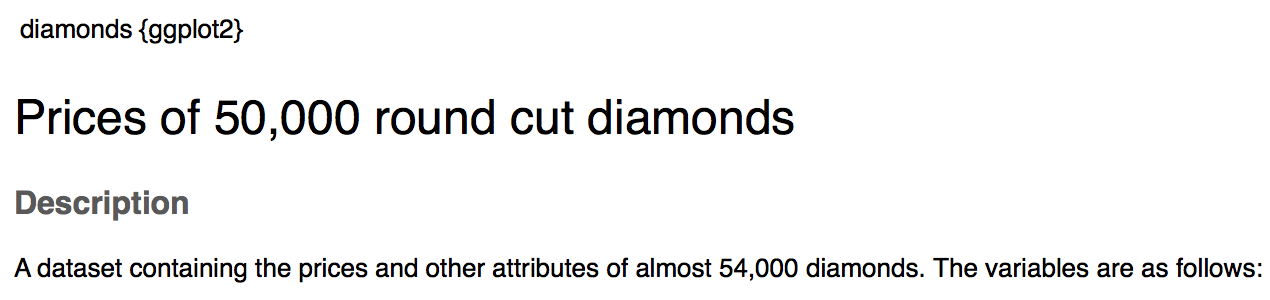 diamonds {ggplot2}
Prices of 50,000 round cut diamonds
Description
A dataset containing the prices and other attributes of almost 54,000 diamonds. The variables are as follows: